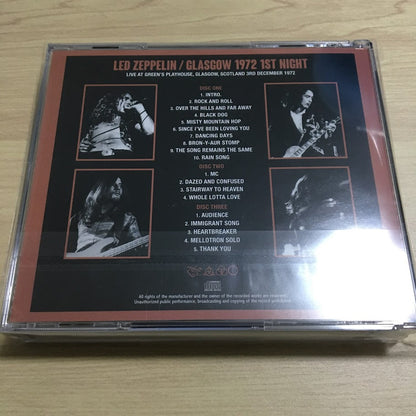 LED ZEPPELIN / GLASGOW 1972 1ST NIGHT
LIVE AT GREEN'S PLAYHOUSE, GLASGOW, SCOTLAND 3RD DECEMBER 1972
DISC ONE
1. INTRO.
2. ROCK AND ROLL
3. OVER THE HILLS AND FAR AWAY
4. BLACK DOG
5. MISTY MOUNTAIN HOP
6. SINCE I'VE BEEN LOVING YOU
7. DANCING DAYS
8. BRON-Y-AUR STOMP
9. THE SONG REMAINS THE SAME
10. RAIN SONG
DISC TWO
1. MC
2. DAZED AND CONFUSED
3. STAIRWAY TO HEAVEN
4. WHOLE LOTTA LOVE
DISC THREE
1. AUDIENCE
2. IMMIGRANT SONG
3. HEARTBREAKER
4. MELLOTRON SOLO
5. THANK YOU
All rights of the manufacturer and the owner of the recorded works are reserved.
Unauthorized public performance, broadcasting and copying of the record prohibited.